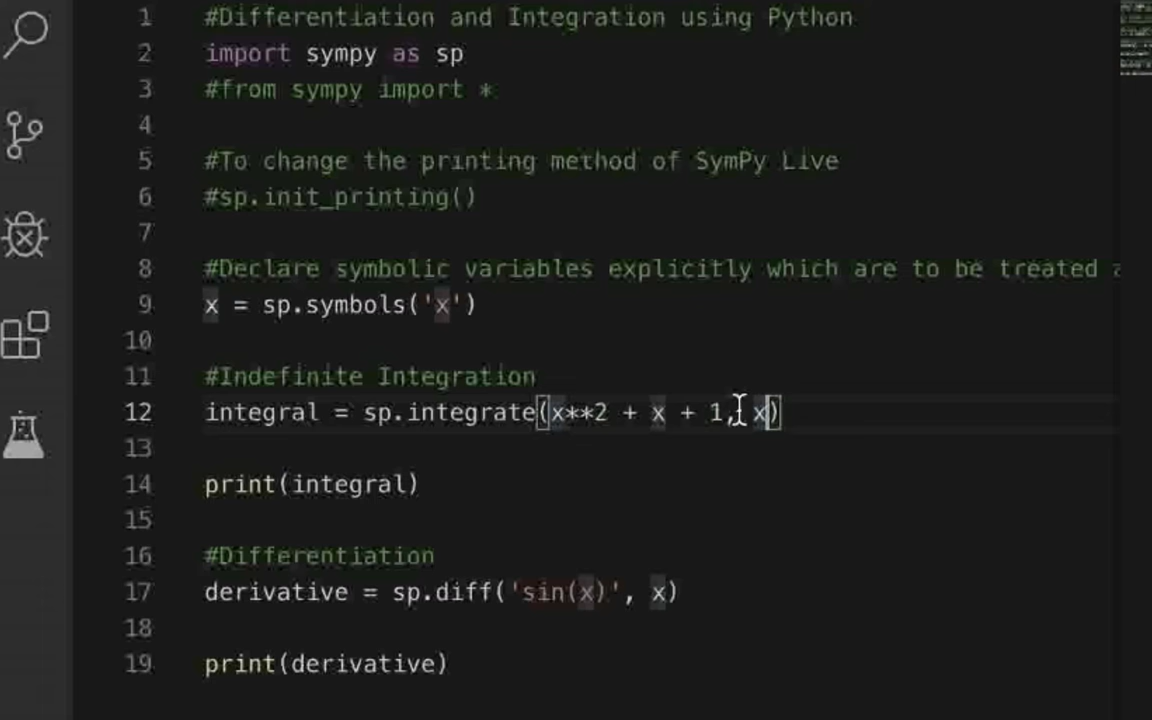 1 #Differentiation and Integration using Python
2 import sympy as sp
3 #from sympy import *
4
5 #To change the printing method of SymPy Live
6 #sp.init_printing()
7
8 #Declare symbolic variables explicitly which are to be treated
9 x = sp.symbols('x')
10
11 #Indefinite Integration
12 integral = sp.integrate(x**2 + x + 1, x)
13
14 print(integral)
15
16 #Differentiation
17 derivative = sp.diff('sin(x)', x)
18
19 print(derivative)